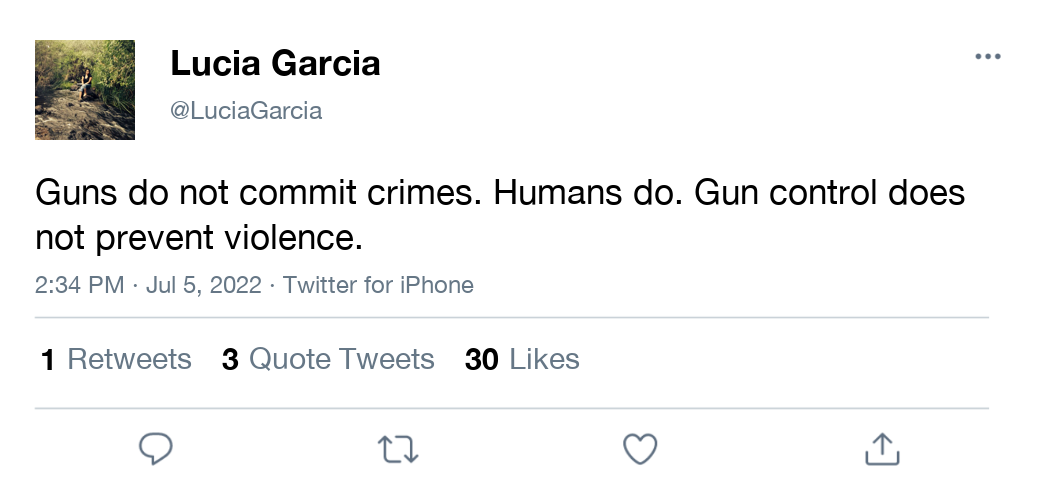 Lucia Garcia
@LuciaGarcia
Guns do not commit crimes. Humans do. Gun control does
not prevent violence.
2:34 PM · Jul 5, 2022 · Twitter for iPhone
1 Retweets 3 Quote Tweets 30 Likes